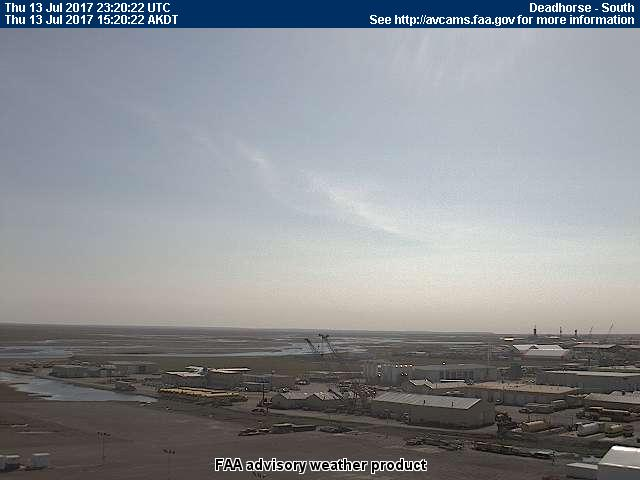 Thu 13 Jul 2017 23:20:22 UTC
Deadhorse - South
Thu 13 Jul 2017 15:20:22 AKDT
See http://avcams.faa.gov for more information
FAA advisory weather product